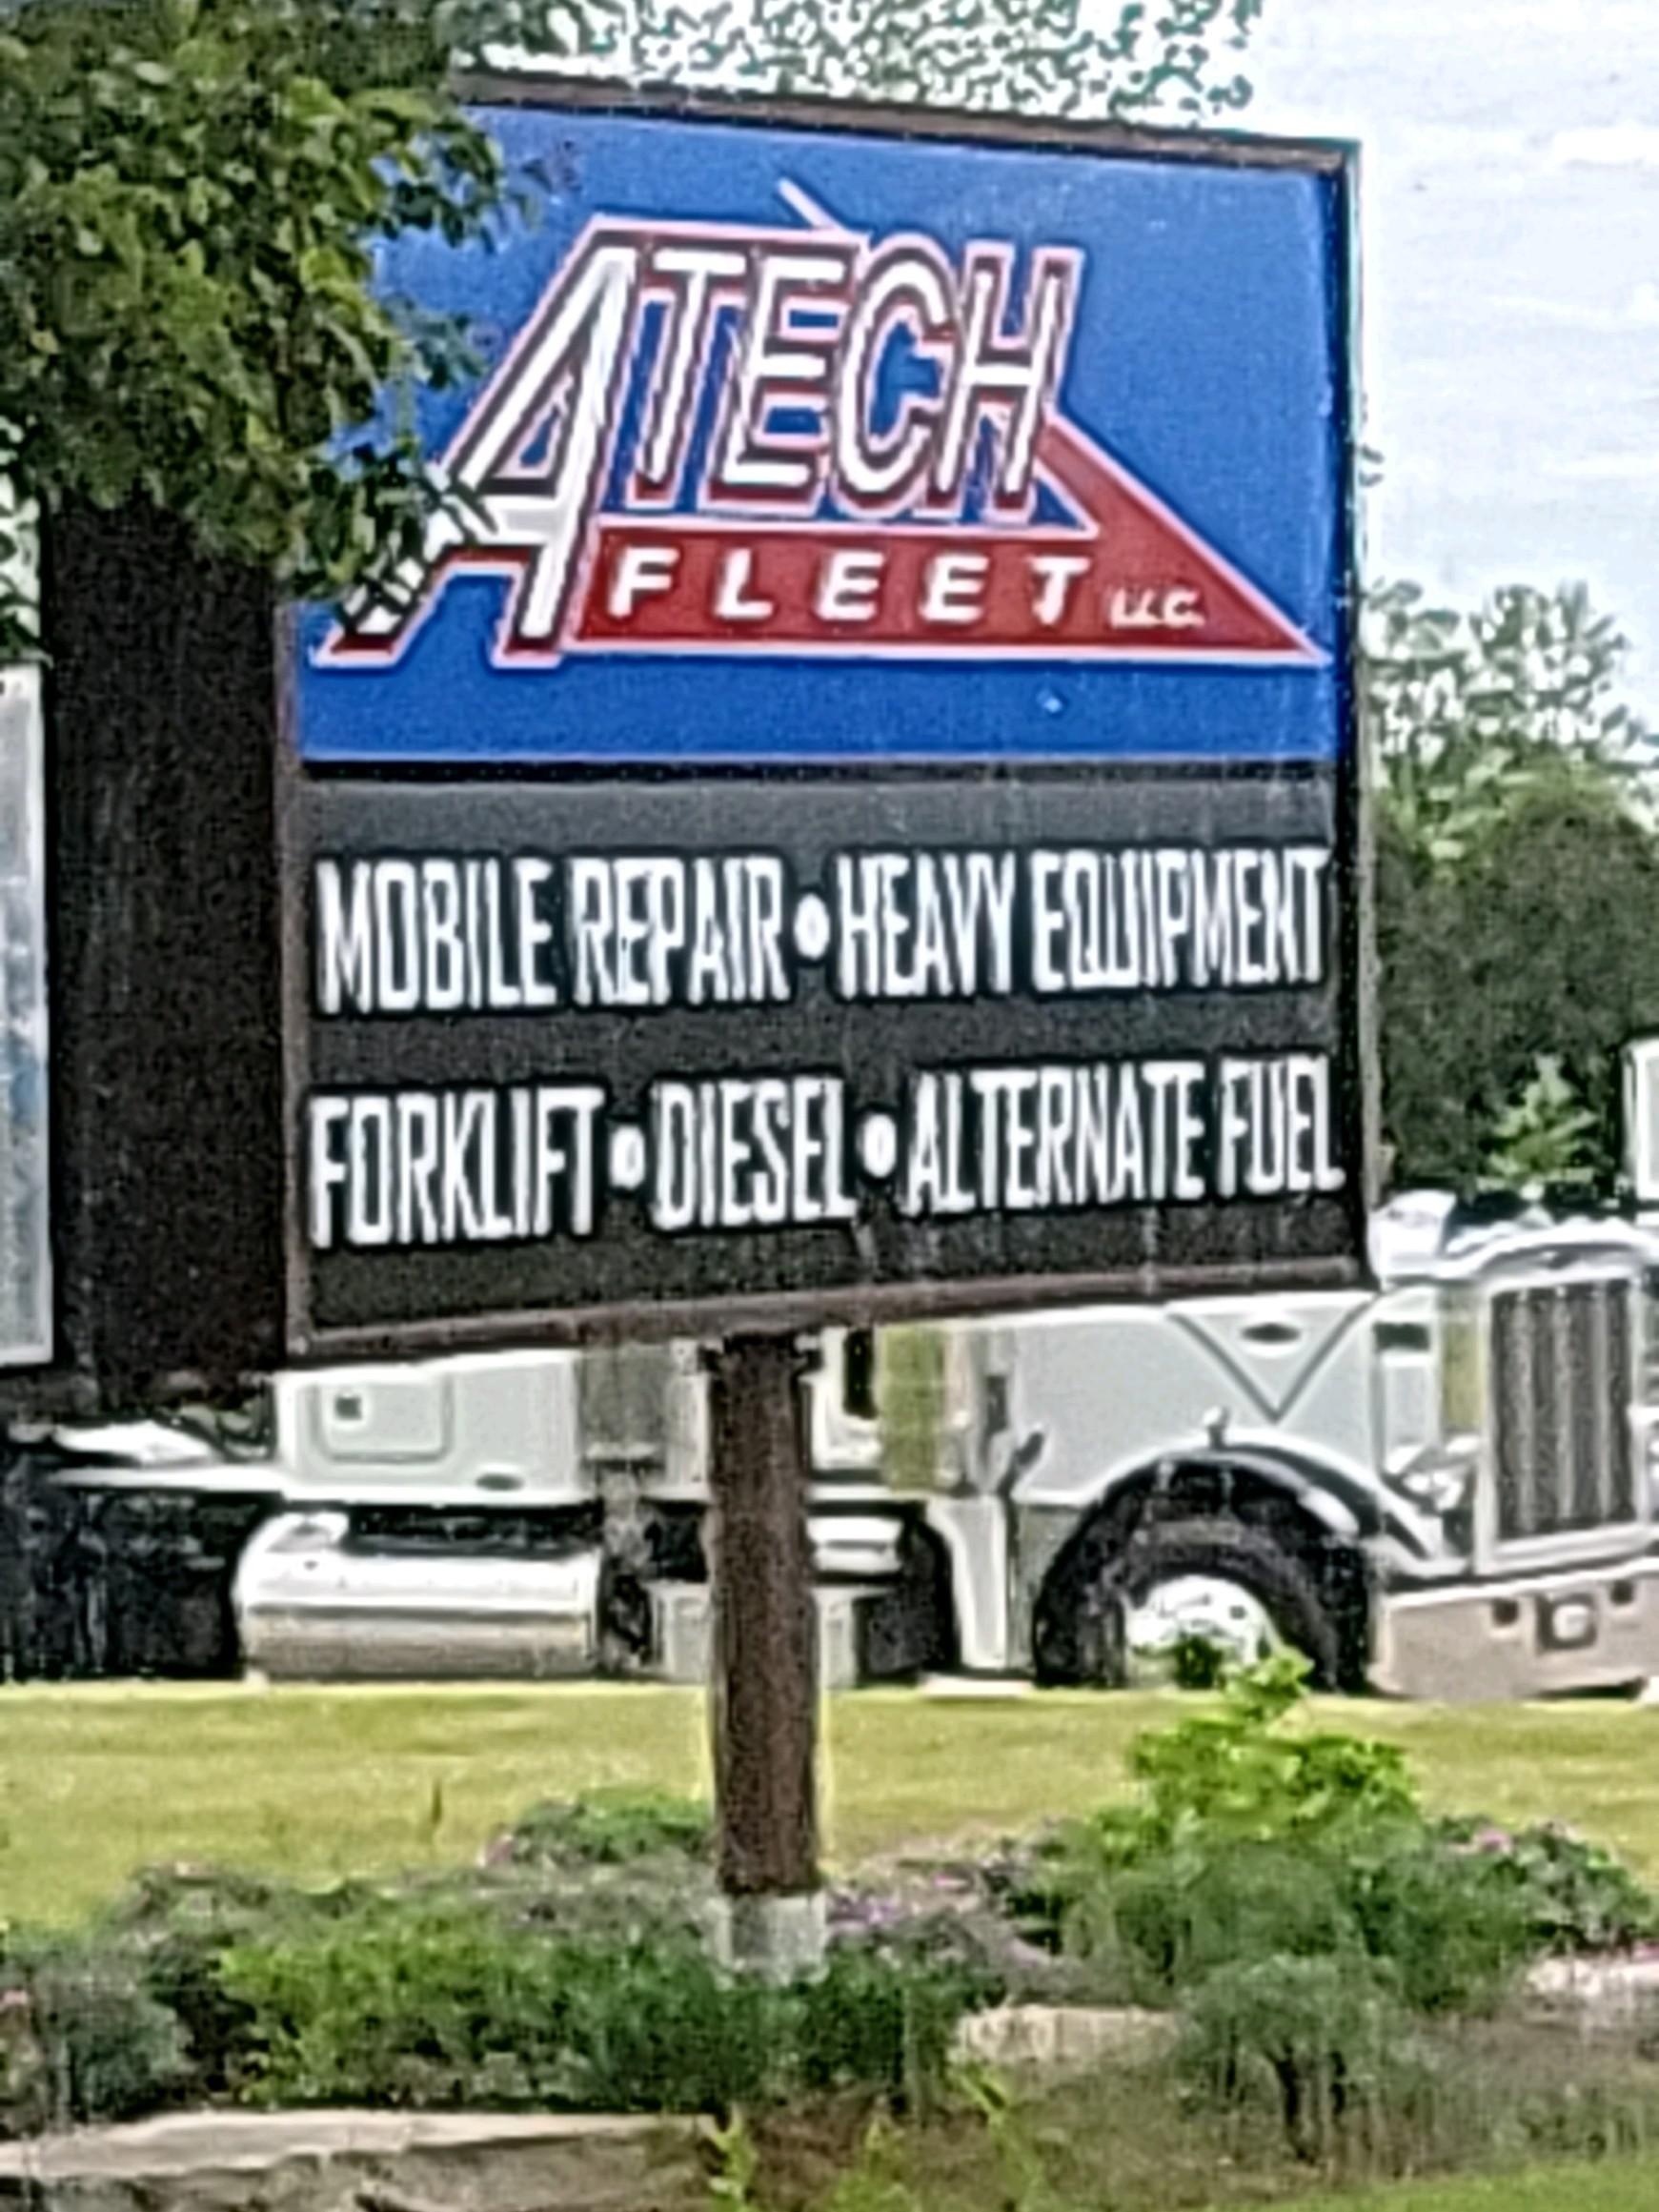 ATECH
FLEET LLC.
MOBILE REPAIR • HEAVY EQUIPMENT
FORKLIFT • DIESEL • ALTERNATE FUEL